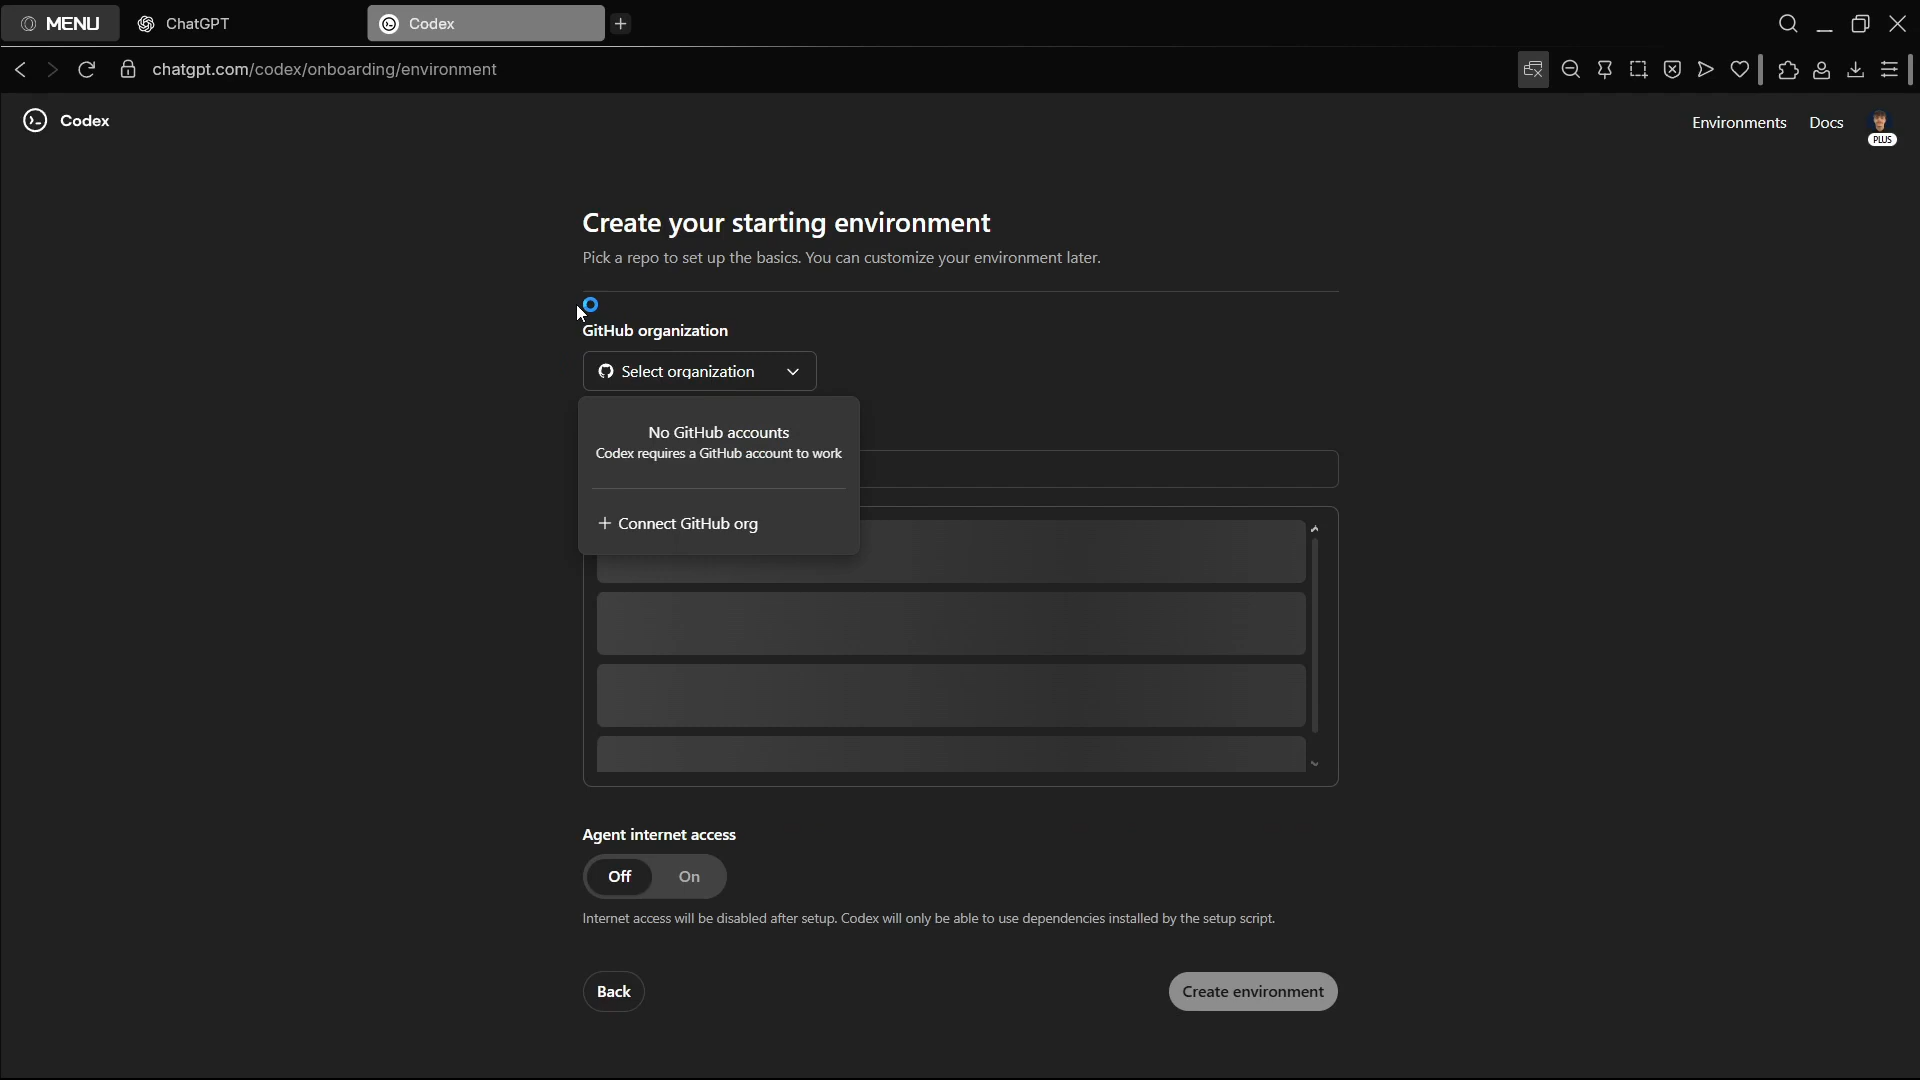 MENU
ChatGPT
Codex
chatgpt.com/codex/onboarding/environment
Codex
Environments
Docs
PLUS
Create your starting environment
Pick a repo to set up the basics. You can customize your environment later.
GitHub organization
Select organization
No GitHub accounts
Codex requires a GitHub account to work
+ Connect GitHub org
Agent internet access
Off
On
Internet access will be disabled after setup. Codex will only be able to use dependencies installed by the setup script.
Back
Create environment